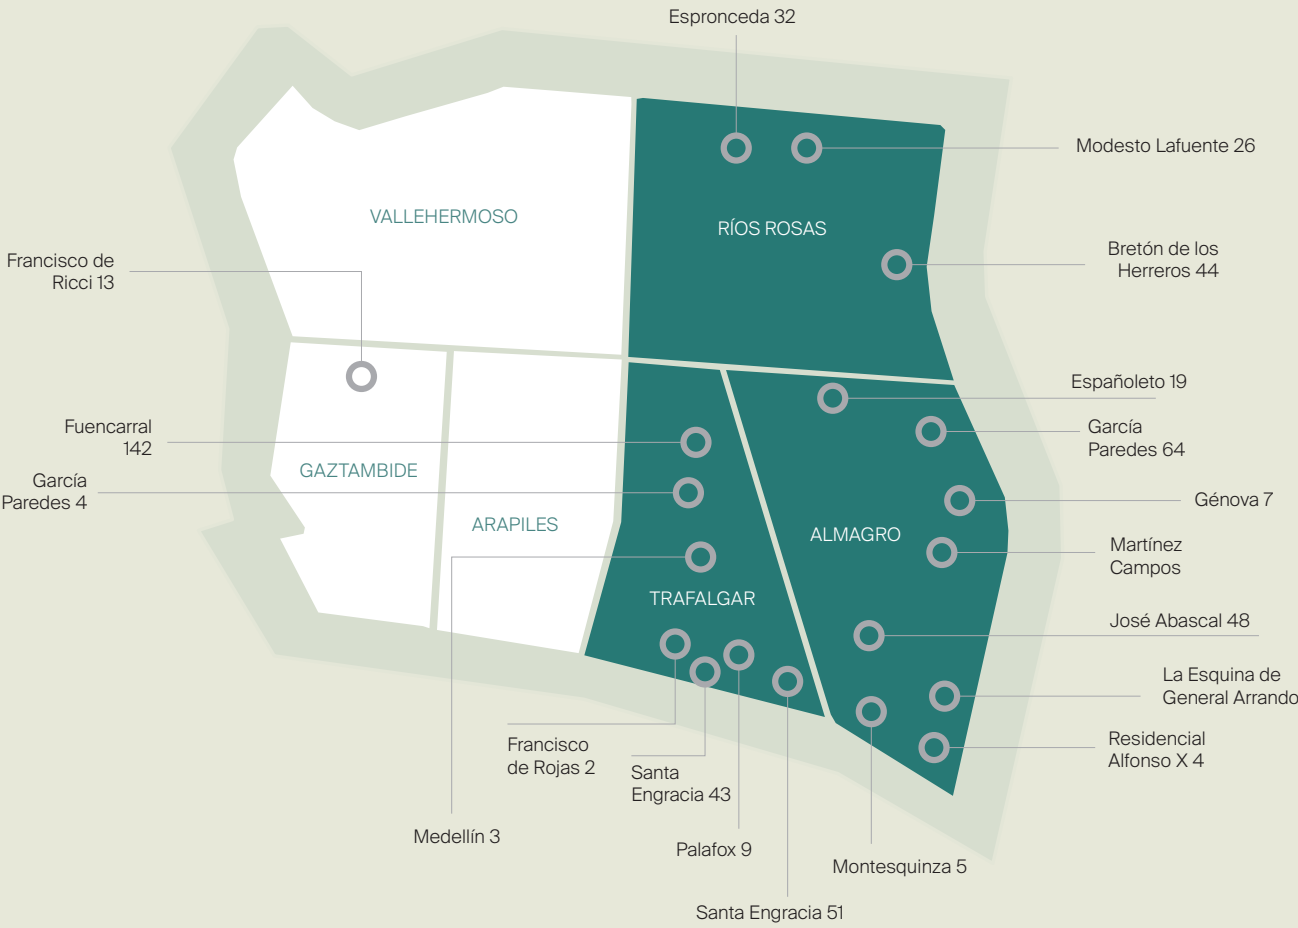 Espronceda 32
Modesto Lafuente 26
VALLEHERMOSO
RÍOS ROSAS
Francisco de
Ricci 13
Bretón de los
Herreros 44
Españoleto 19
Fuencarral
142
García
Paredes 64
GAZTAMBIDE
García
Paredes 4
Génova 7
ARAPILES
ALMAGRO
Martínez
Campos
TRAFALGAR
José Abascal 48
La Esquina de
General Arrando
Francisco
de Rojas 2
Residencial
Alfonso X 4
Santa
Engracia 43
Medellín 3
Palafox 9
Montesquinza 5
Santa Engracia 51